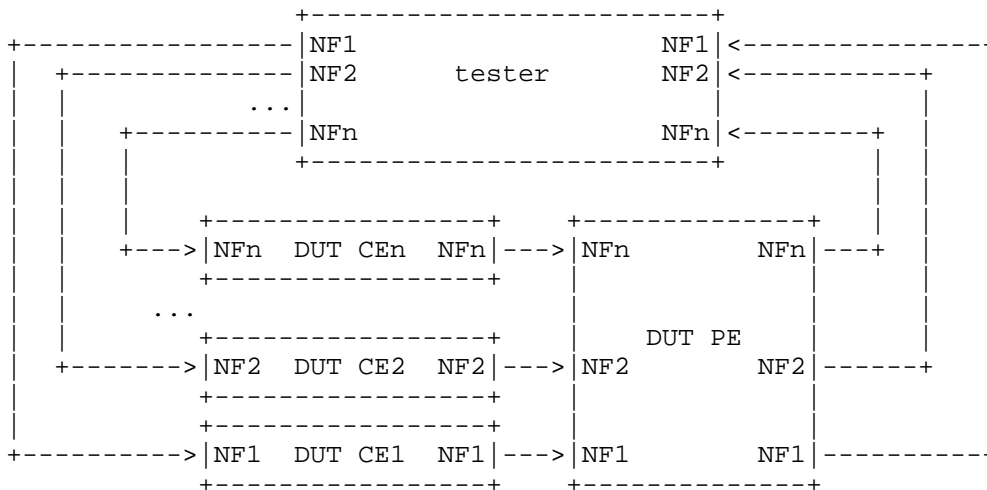 NF1 NF1
NF2 tester NF2
...
NFn NFn
NFn DUT CEn NFn NFn NFn
...
DUT PE
NF2 DUT CE2 NF2 NF2 NF2
NF1 DUT CE1 NF1 NF1 NF1